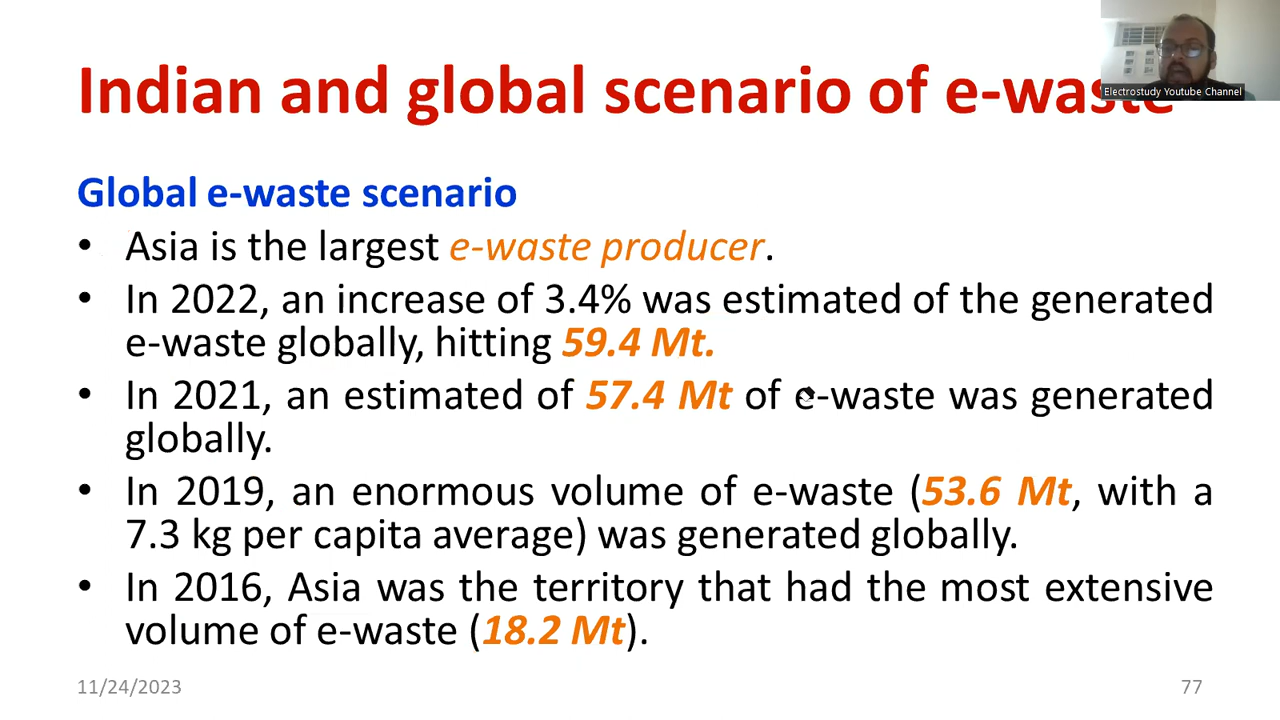 Indian and global scenario of e-waste
Electrostudy Youtube Channel
Global e-waste scenario
• Asia is the largest e-waste producer.
• In 2022, an increase of 3.4% was estimated of the generated
e-waste globally, hitting 59.4 Mt.
• In 2021, an estimated of 57.4 Mt of e-waste was generated
globally.
• In 2019, an enormous volume of e-waste (53.6 Mt, with a
7.3 kg per capita average) was generated globally.
• In 2016, Asia was the territory that had the most extensive
volume of e-waste (18.2 Mt).
11/24/2023
77